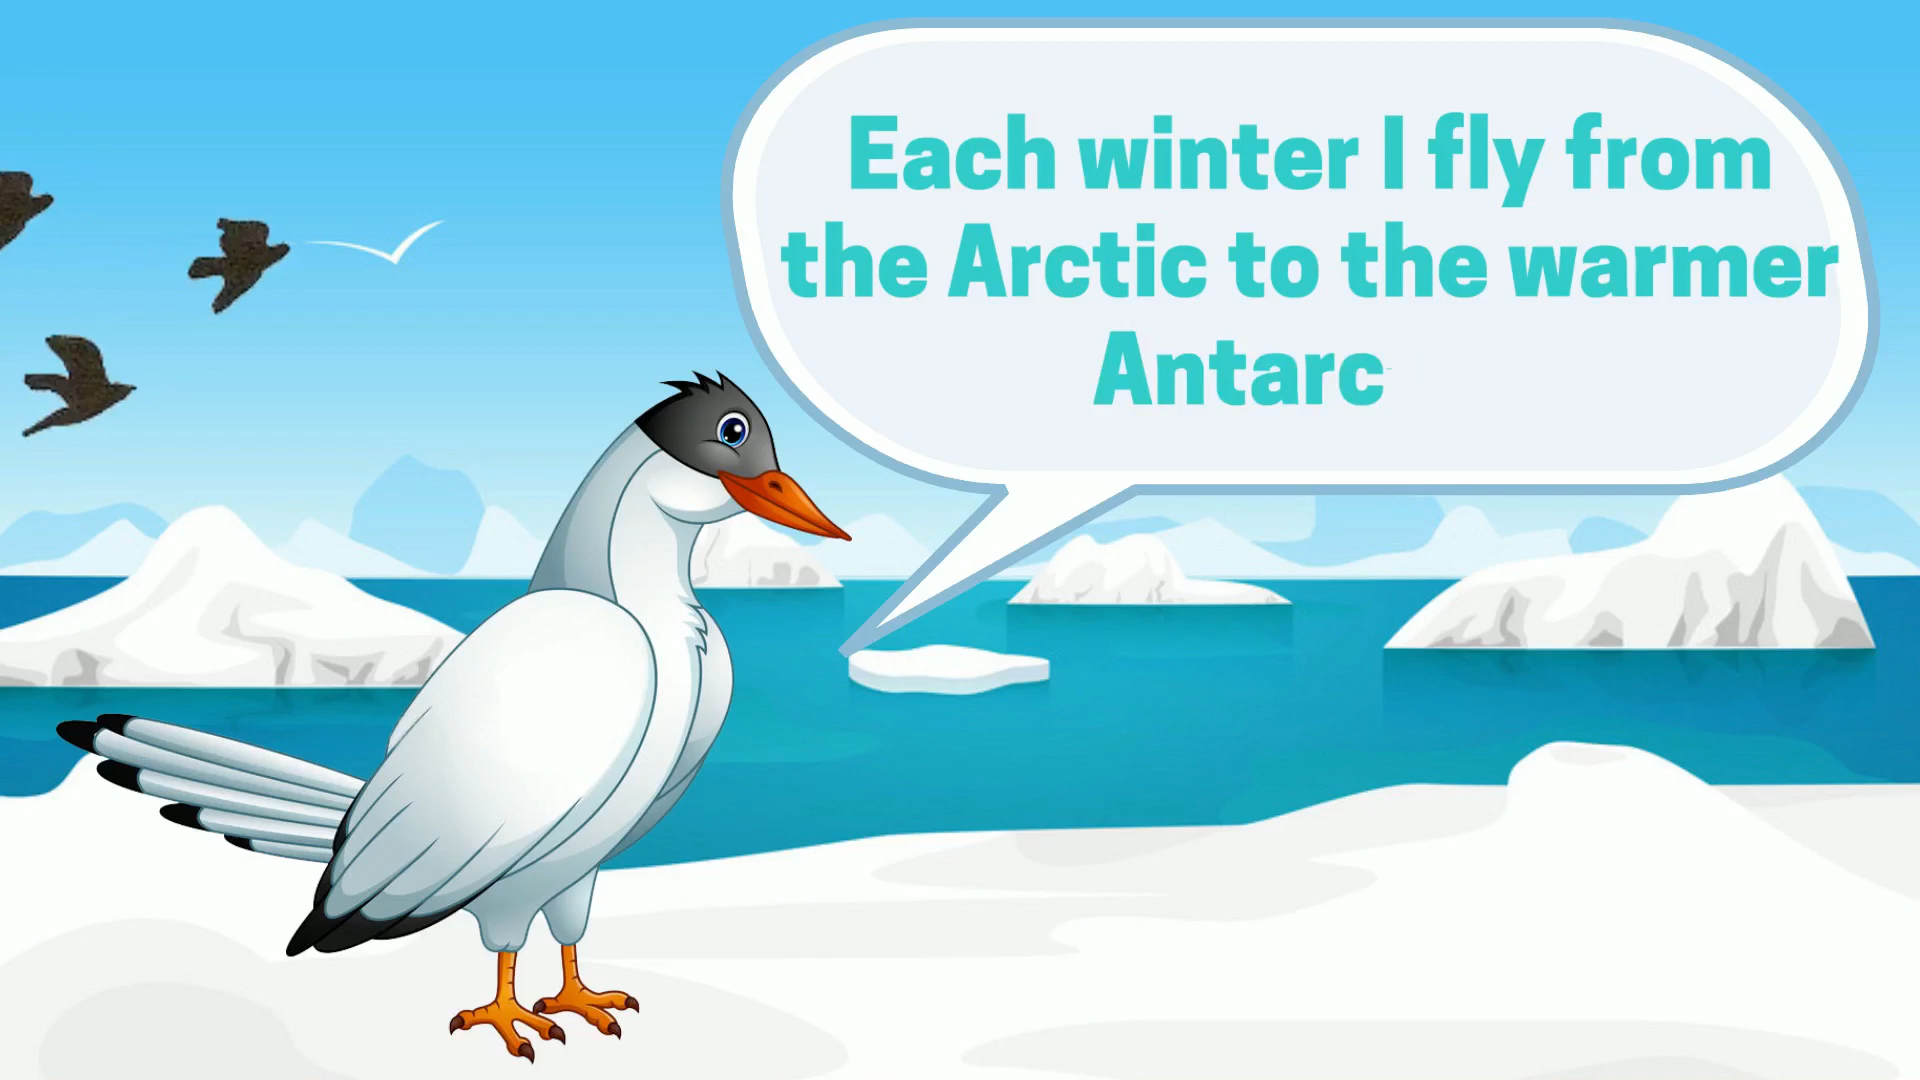 Each winter I fly from
the Arctic to the warmer
Antarc